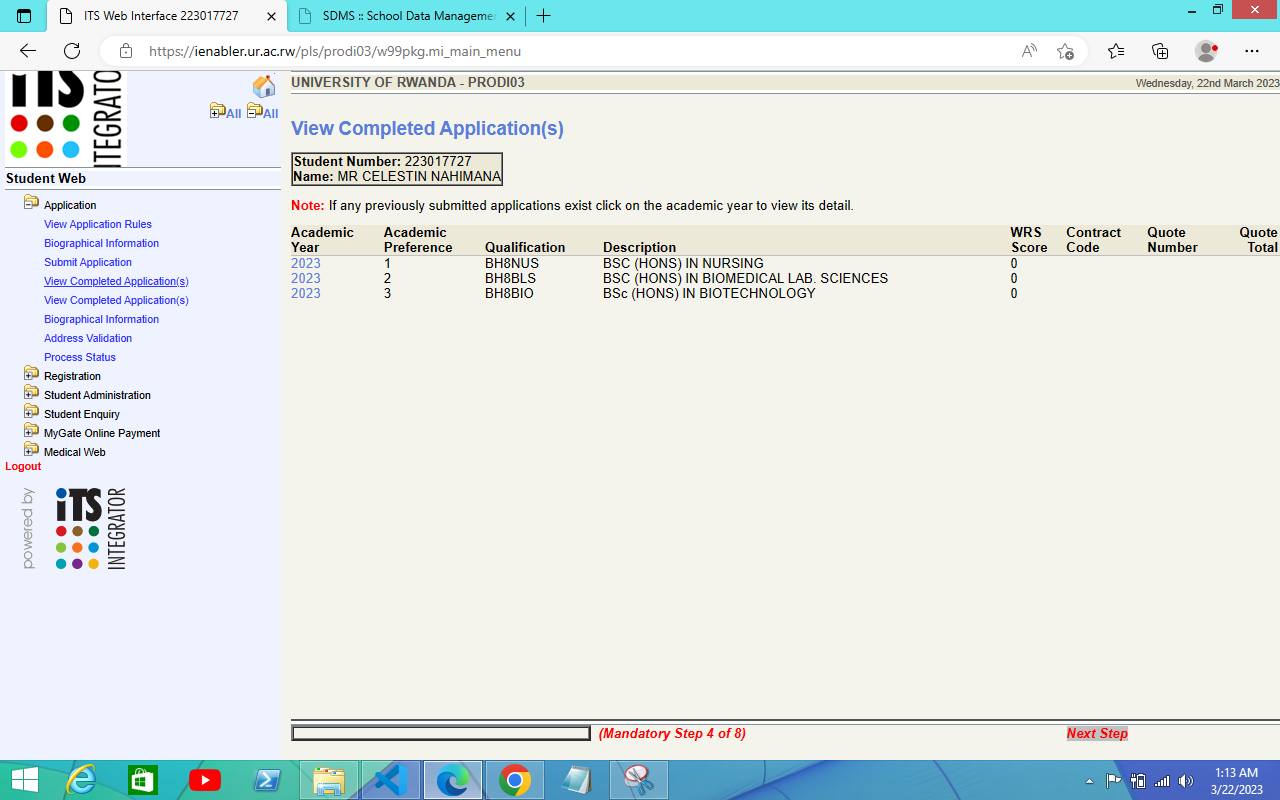 ITS Web Interface 223017727
SDMS :: School Data Managemen
https://ienabler.ur.ac.rw/pls/prodi03/w99pkg.mi_main_menu
iTS
INTEGRATOR
All All
Student Web
Application
View Application Rules
Biographical Information
Submit Application
View Completed Application(s)
View Completed Application(s)
Biographical Information
Address Validation
Process Status
Registration
Student Administration
Student Enquiry
MyGate Online Payment
Medical Web
Logout
powered by
iTS
INTEGRATOR
UNIVERSITY OF RWANDA - PRODI03 Wednesday, 22nd March 2023
View Completed Application(s)
Student Number: 223017727
Name: MR CELESTIN NAHIMANA
Note: If any previously submitted applications exist click on the academic year to view its detail.
Academic Year Academic Preference Qualification Description WRS Score Contract Code Quote Number Quote Total
2023 1 BH8NUS BSC (HONS) IN NURSING 0
2023 2 BH8BLS BSC (HONS) IN BIOMEDICAL LAB. SCIENCES 0
2023 3 BH8BIO BSc (HONS) IN BIOTECHNOLOGY 0
(Mandatory Step 4 of 8) Next Step
1:13 AM
3/22/2023